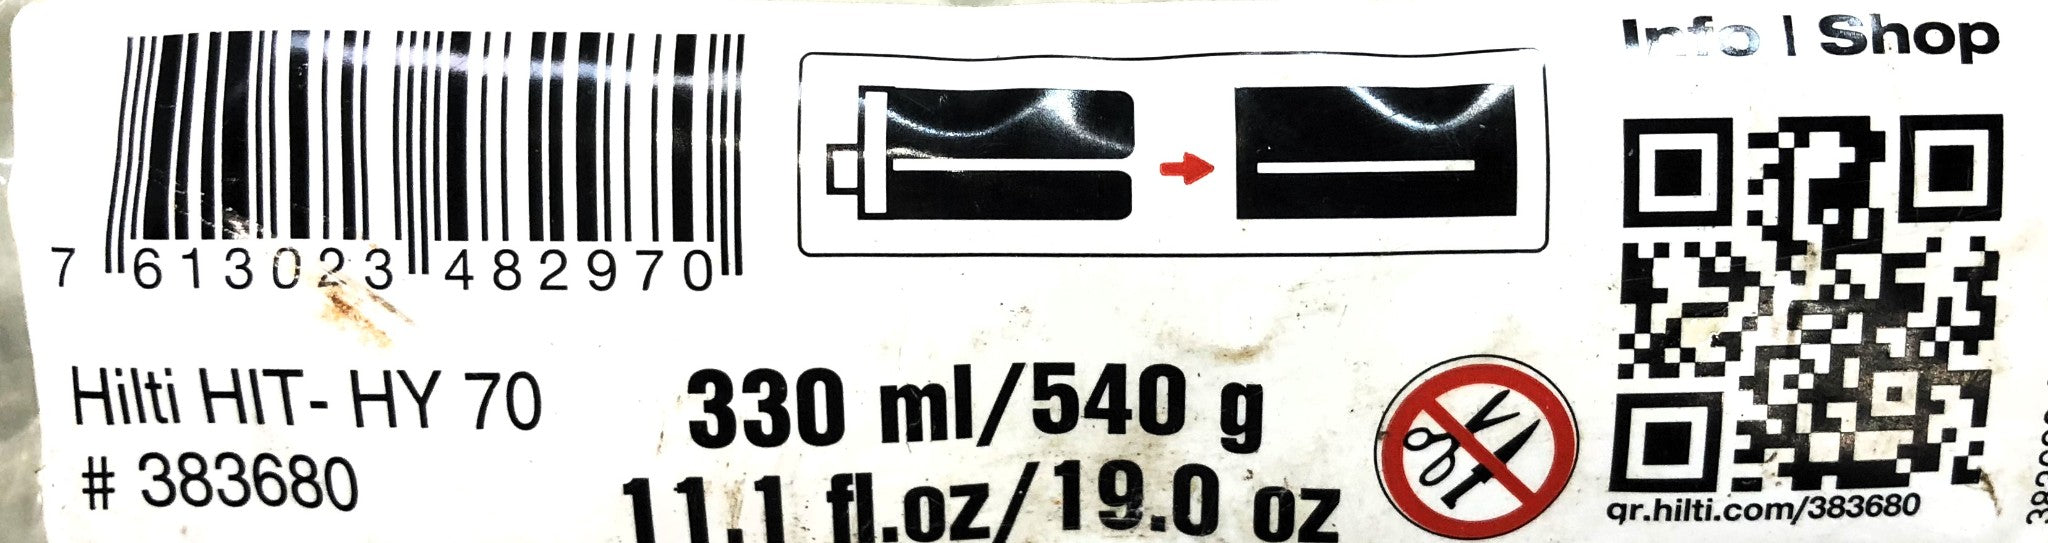 Info | Shop
7 613023 482970
Hilti HIT- HY 70
# 383680
330 ml/540 g
11.1 fl.oz/19.0 oz
qr.hilti.com/383680